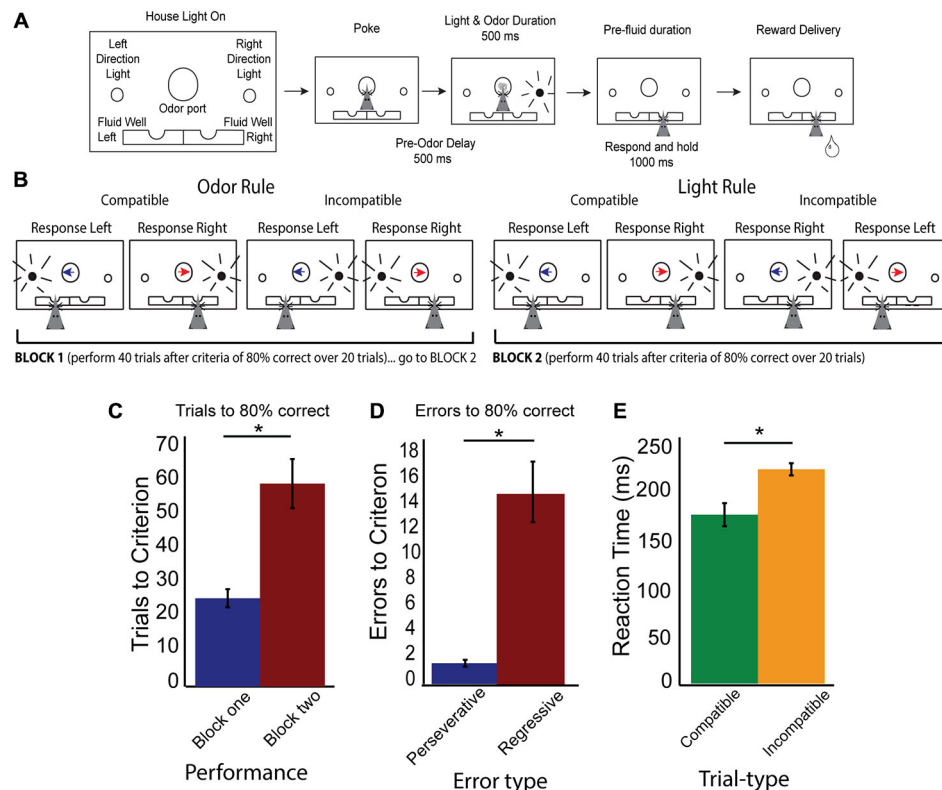 A
House Light On
Left
Direction
Light
Right
Direction
Light
Odor port
Fluid Well
Left
Fluid Well
Right
Poke
Pre-Odor Delay
500 ms
Light & Odor Duration
500 ms
Pre-fluid duration
Respond and hold
1000 ms
Reward Delivery
B
Odor Rule
Compatible
Incompatible
Response Left
Response Right
Response Left
Response Right
BLOCK 1 (perform 40 trials after criteria of 80% correct over 20 trials)... go to BLOCK 2
Light Rule
Compatible
Incompatible
Response Left
Response Right
Response Right
Response Left
BLOCK 2 (perform 40 trials after criteria of 80% correct over 20 trials)
C
Trials to 80% correct
*
Trials to Criterion
70
60
50
40
30
20
10
0
Block one
Block two
Performance
D
Errors to 80% correct
*
Errors to Criteron
18
16
14
12
10
8
6
4
2
0
Perseverative
Regressive
Error type
E
*
Reaction Time (ms)
250
200
150
100
50
0
Compatible
Incompatible
Trial-type